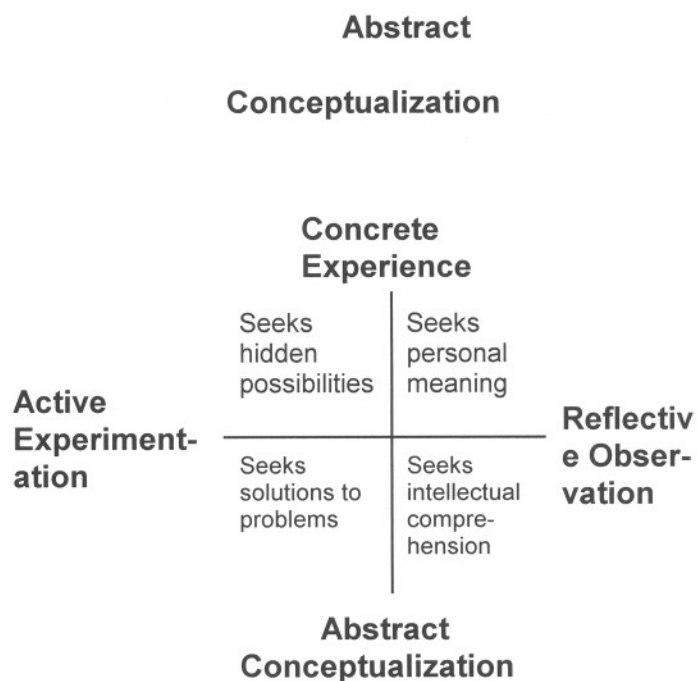 Abstract
Conceptualization
Concrete
Experience
Seeks
hidden
possibilities
Seeks
personal
meaning
Active
Experiment-
ation
Reflectiv
e Obser-
vation
Seeks
solutions to
problems
Seeks
intellectual
compre-
hension
Abstract
Conceptualization